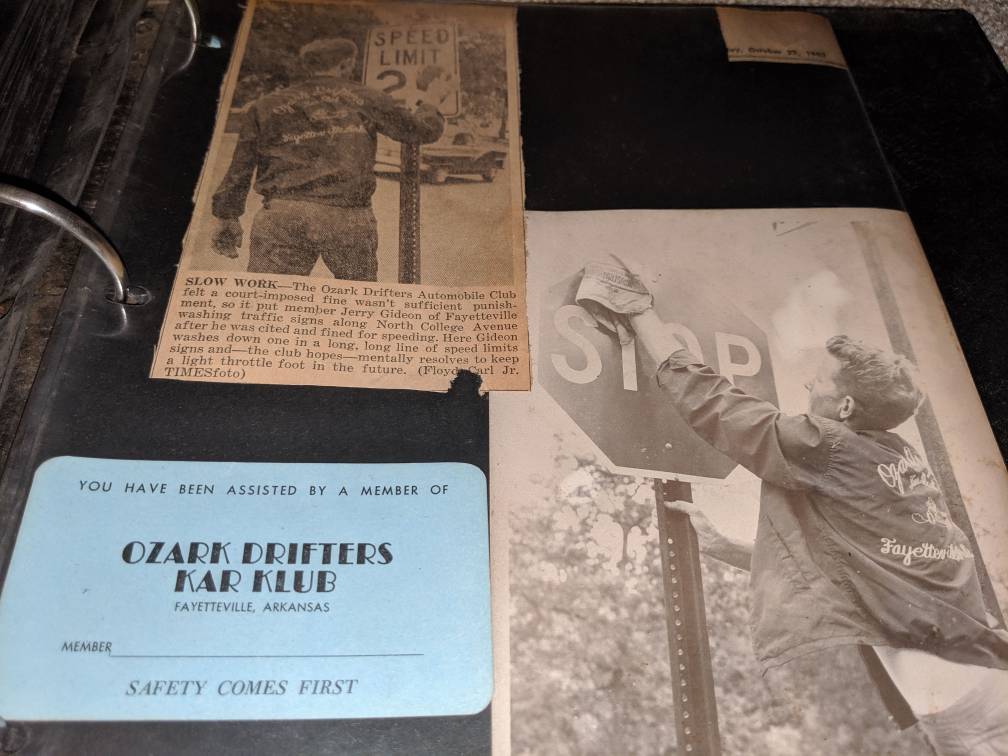 SPEED
LIMIT
2
Fayetteville
SLOW WORK—The Ozark Drifters Automobile Club
felt a court-imposed fine wasn't sufficient punish-
ment, so it put member Jerry Gideon of Fayetteville
washing traffic signs along North College Avenue
after he was cited and fined for speeding. Here Gideon
washes down one in a long, long line of speed limits
signs and—the club hopes—mentally resolves to keep
a light throttle foot in the future. (Floyd Carl Jr.
TIMESfoto)
October
STOP
Fayetteville
YOU HAVE BEEN ASSISTED BY A MEMBER OF
OZARK DRIFTERS
KAR KLUB
FAYETTEVILLE, ARKANSAS
MEMBER
SAFETY COMES FIRST